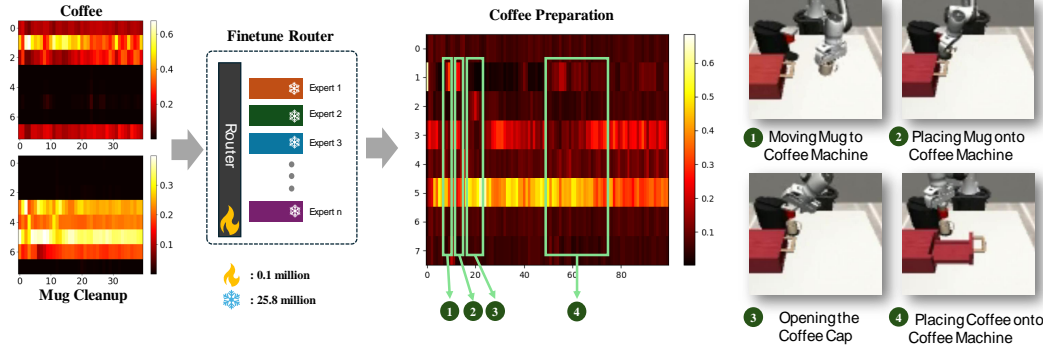 Coffee
0
2
4
6
0.6
0.4
0.2
0
2
4
6
0
20
0.3
0.2
0.1
Mug Cleanup
Finetune Router
Router
Expert 1
Expert 2
Expert 3
Expert n
: 0.1 million
: 25.8 million
Coffee Preparation
0
1
2
3
4
5
6
7
0
20
40
60
80
0.6
0.5
0.4
0.3
0.2
0.1
1
2
3
4
1 Moving Mug to
Coffee Machine
2 Placing Mug onto
Coffee Machine
3 Opening the
Coffee Cap
4 Placing Coffee onto
Coffee Machine